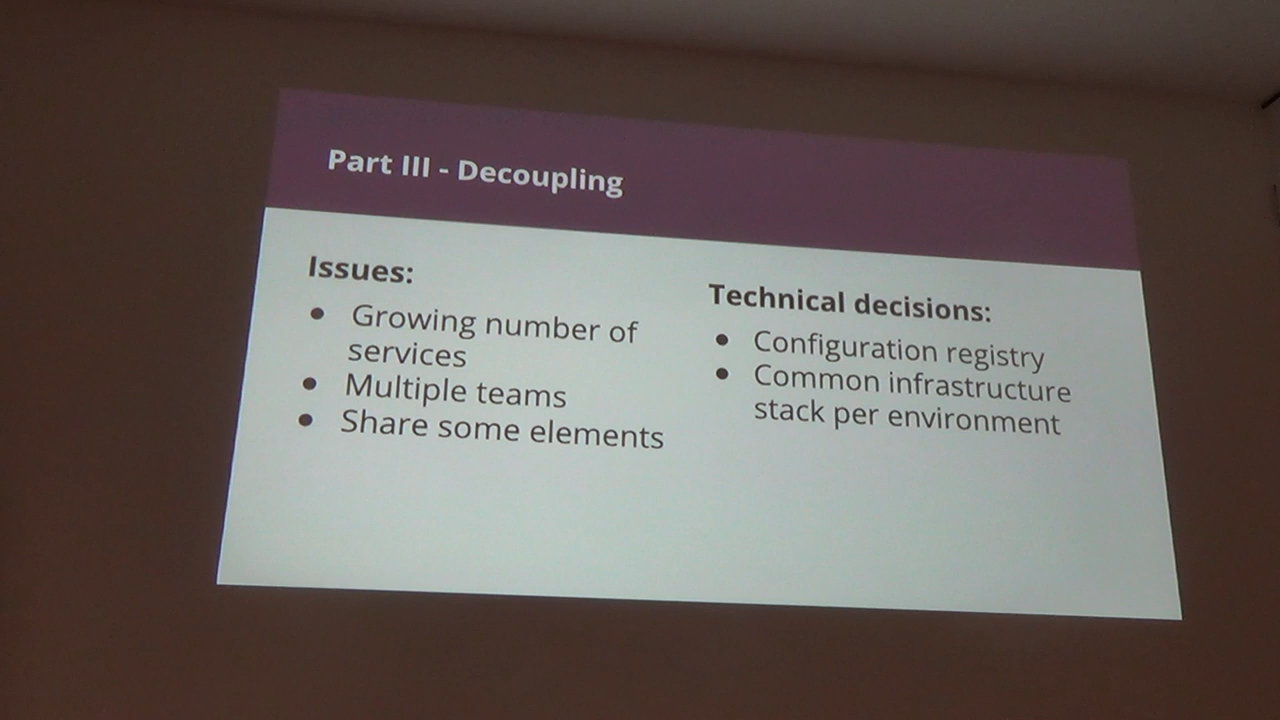 Part III - Decoupling
Issues:
● Growing number of
services
● Multiple teams
● Share some elements
Technical decisions:
● Configuration registry
● Common infrastructure
stack per environment